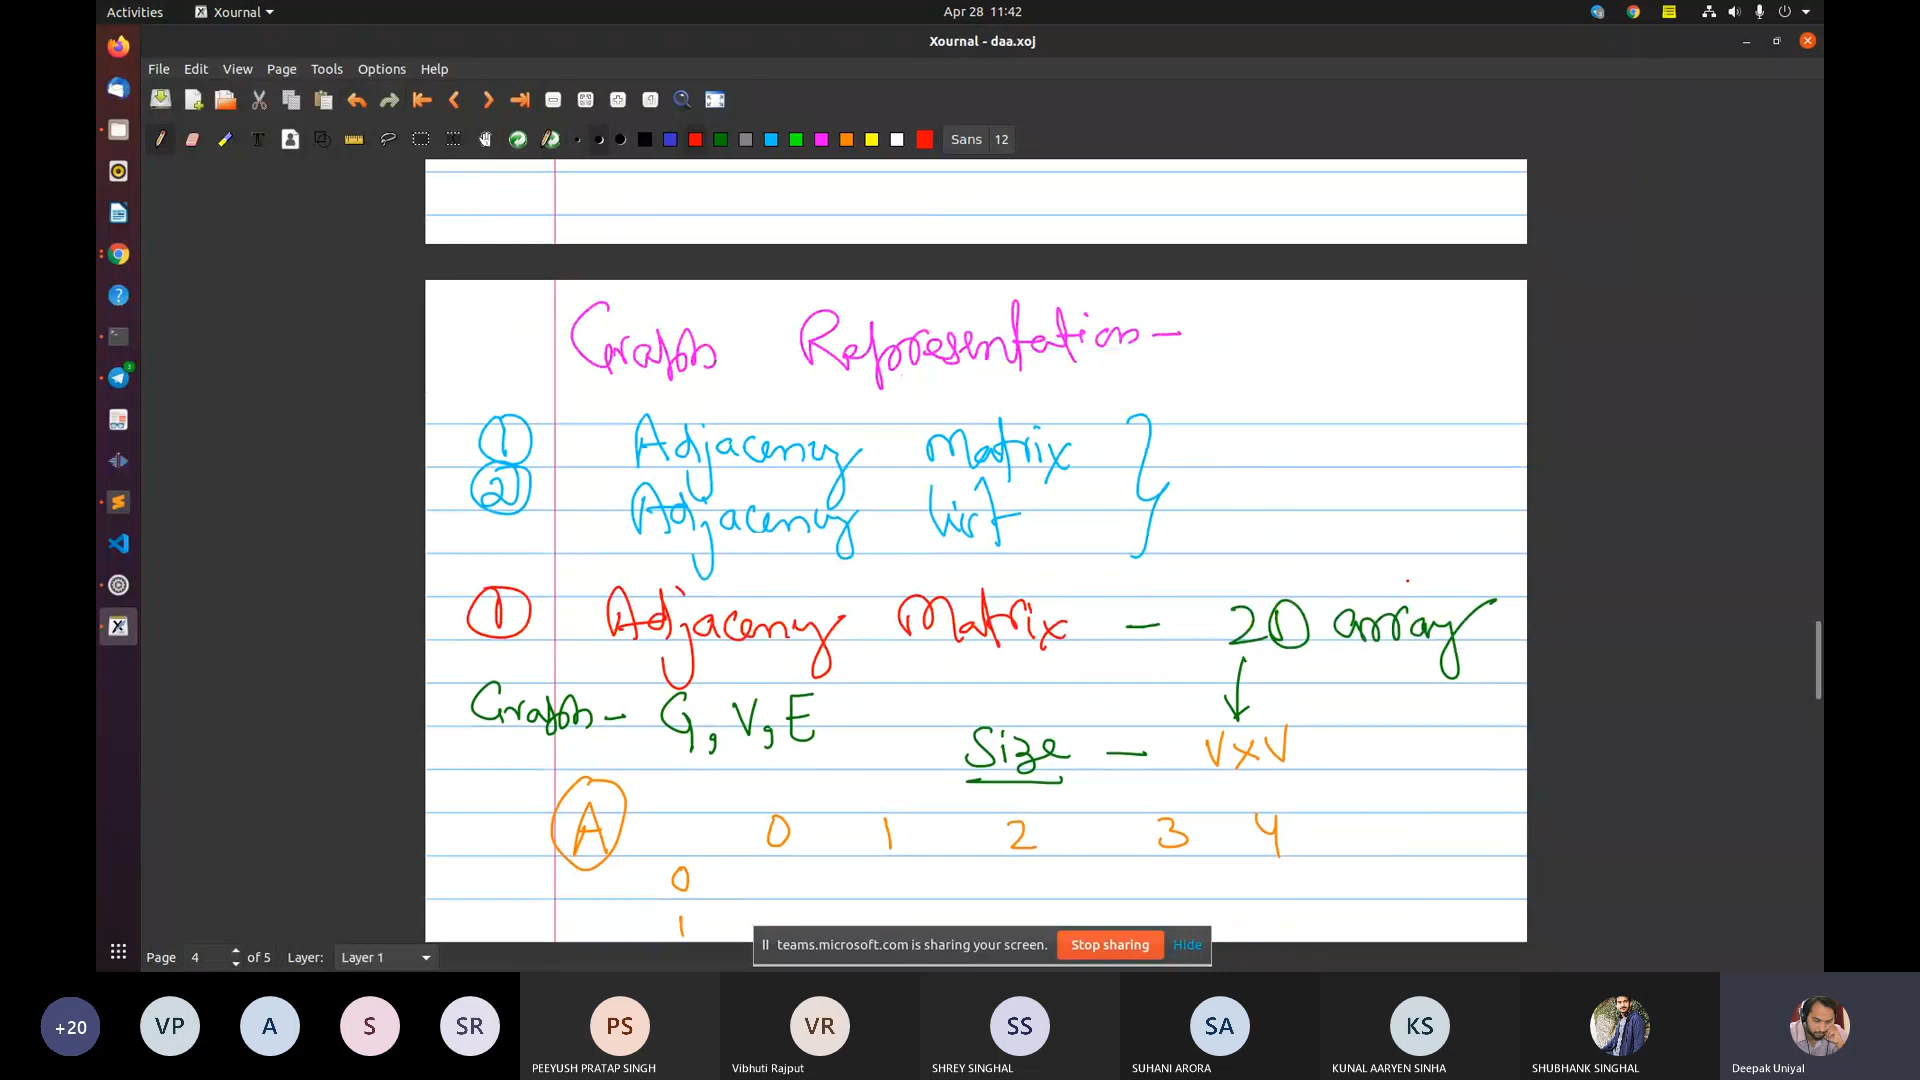 Activities Xournal Apr 28 11:42
Xournal - daa.xoj
File Edit View Page Tools Options Help
Sans 12
Graph Representation -
① Adjacency Matrix
② Adjacency List
① Adjacency Matrix - 2D array
Graph - G, V, E
Size - V x V
A 0 1 2 3 4
0
1
teams.microsoft.com is sharing your screen. Stop sharing Hide
Page 4 of 5 Layer: Layer 1
+20 VP A S SR PS VR SS SA KS
PEEYUSH PRATAP SINGH Vibhuti Rajput SHREY SINGHAL SUHANI ARORA KUNAL AARYEN SINHA SHUBHANK SINGHAL Deepak Uniyal